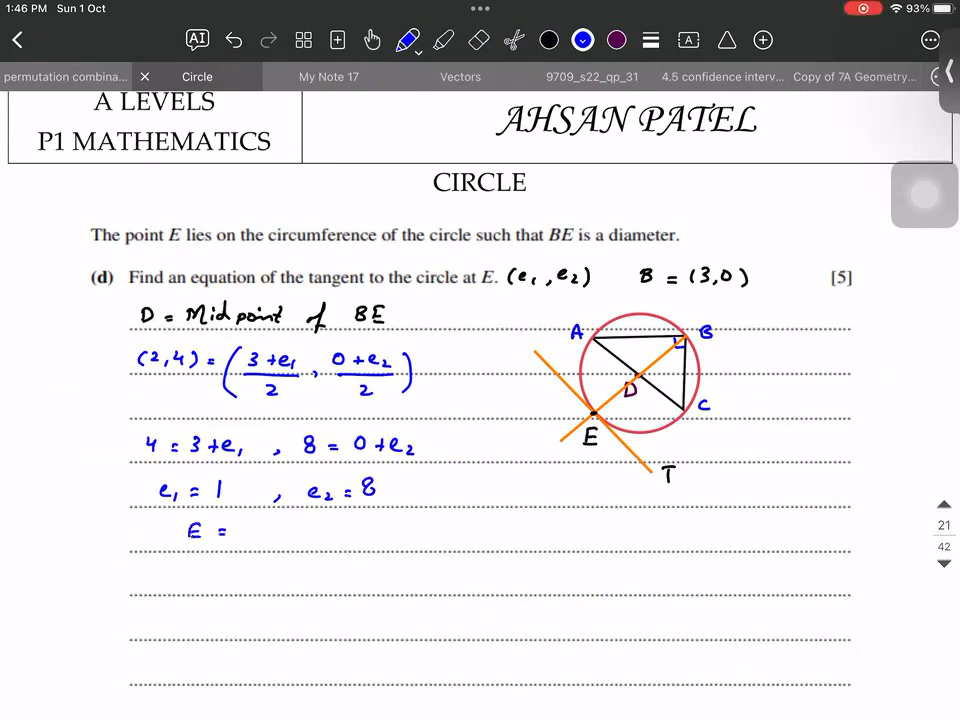 1:46 PM Sun 1 Oct
93%
AI
A
permutation combina...
Circle
My Note 17
Vectors
9709_s22_qp_31
4.5 confidence interv...
Copy of 7A Geometry...
A LEVELS
P1 MATHEMATICS
AHSAN PATEL
CIRCLE
The point E lies on the circumference of the circle such that BE is a diameter.
(d) Find an equation of the tangent to the circle at E. (e₁, e₂) B = (3,0) [5]
D = Mid point of BE
(2,4) = ( (3+e₁)/2 , (0+e₂)/2 )
4 = 3+e₁ , 8 = 0+e₂
e₁ = 1 , e₂ = 8
E =
A
B
D
C
E
T
21
42